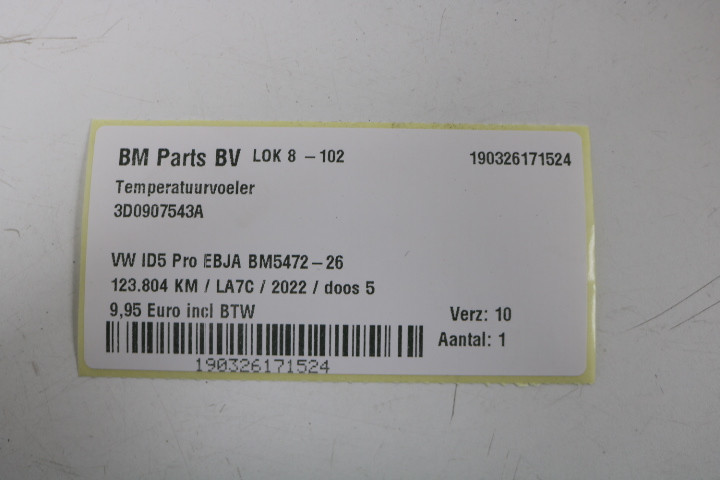 BM Parts BV LOK 8 - 102 190326171524
Temperatuurvoeler
3D0907543A
VW ID5 Pro EBJA BM5472-26
123.804 KM / LA7C / 2022 / doos 5
9,95 Euro incl BTW Verz: 10
Aantal: 1
190326171524